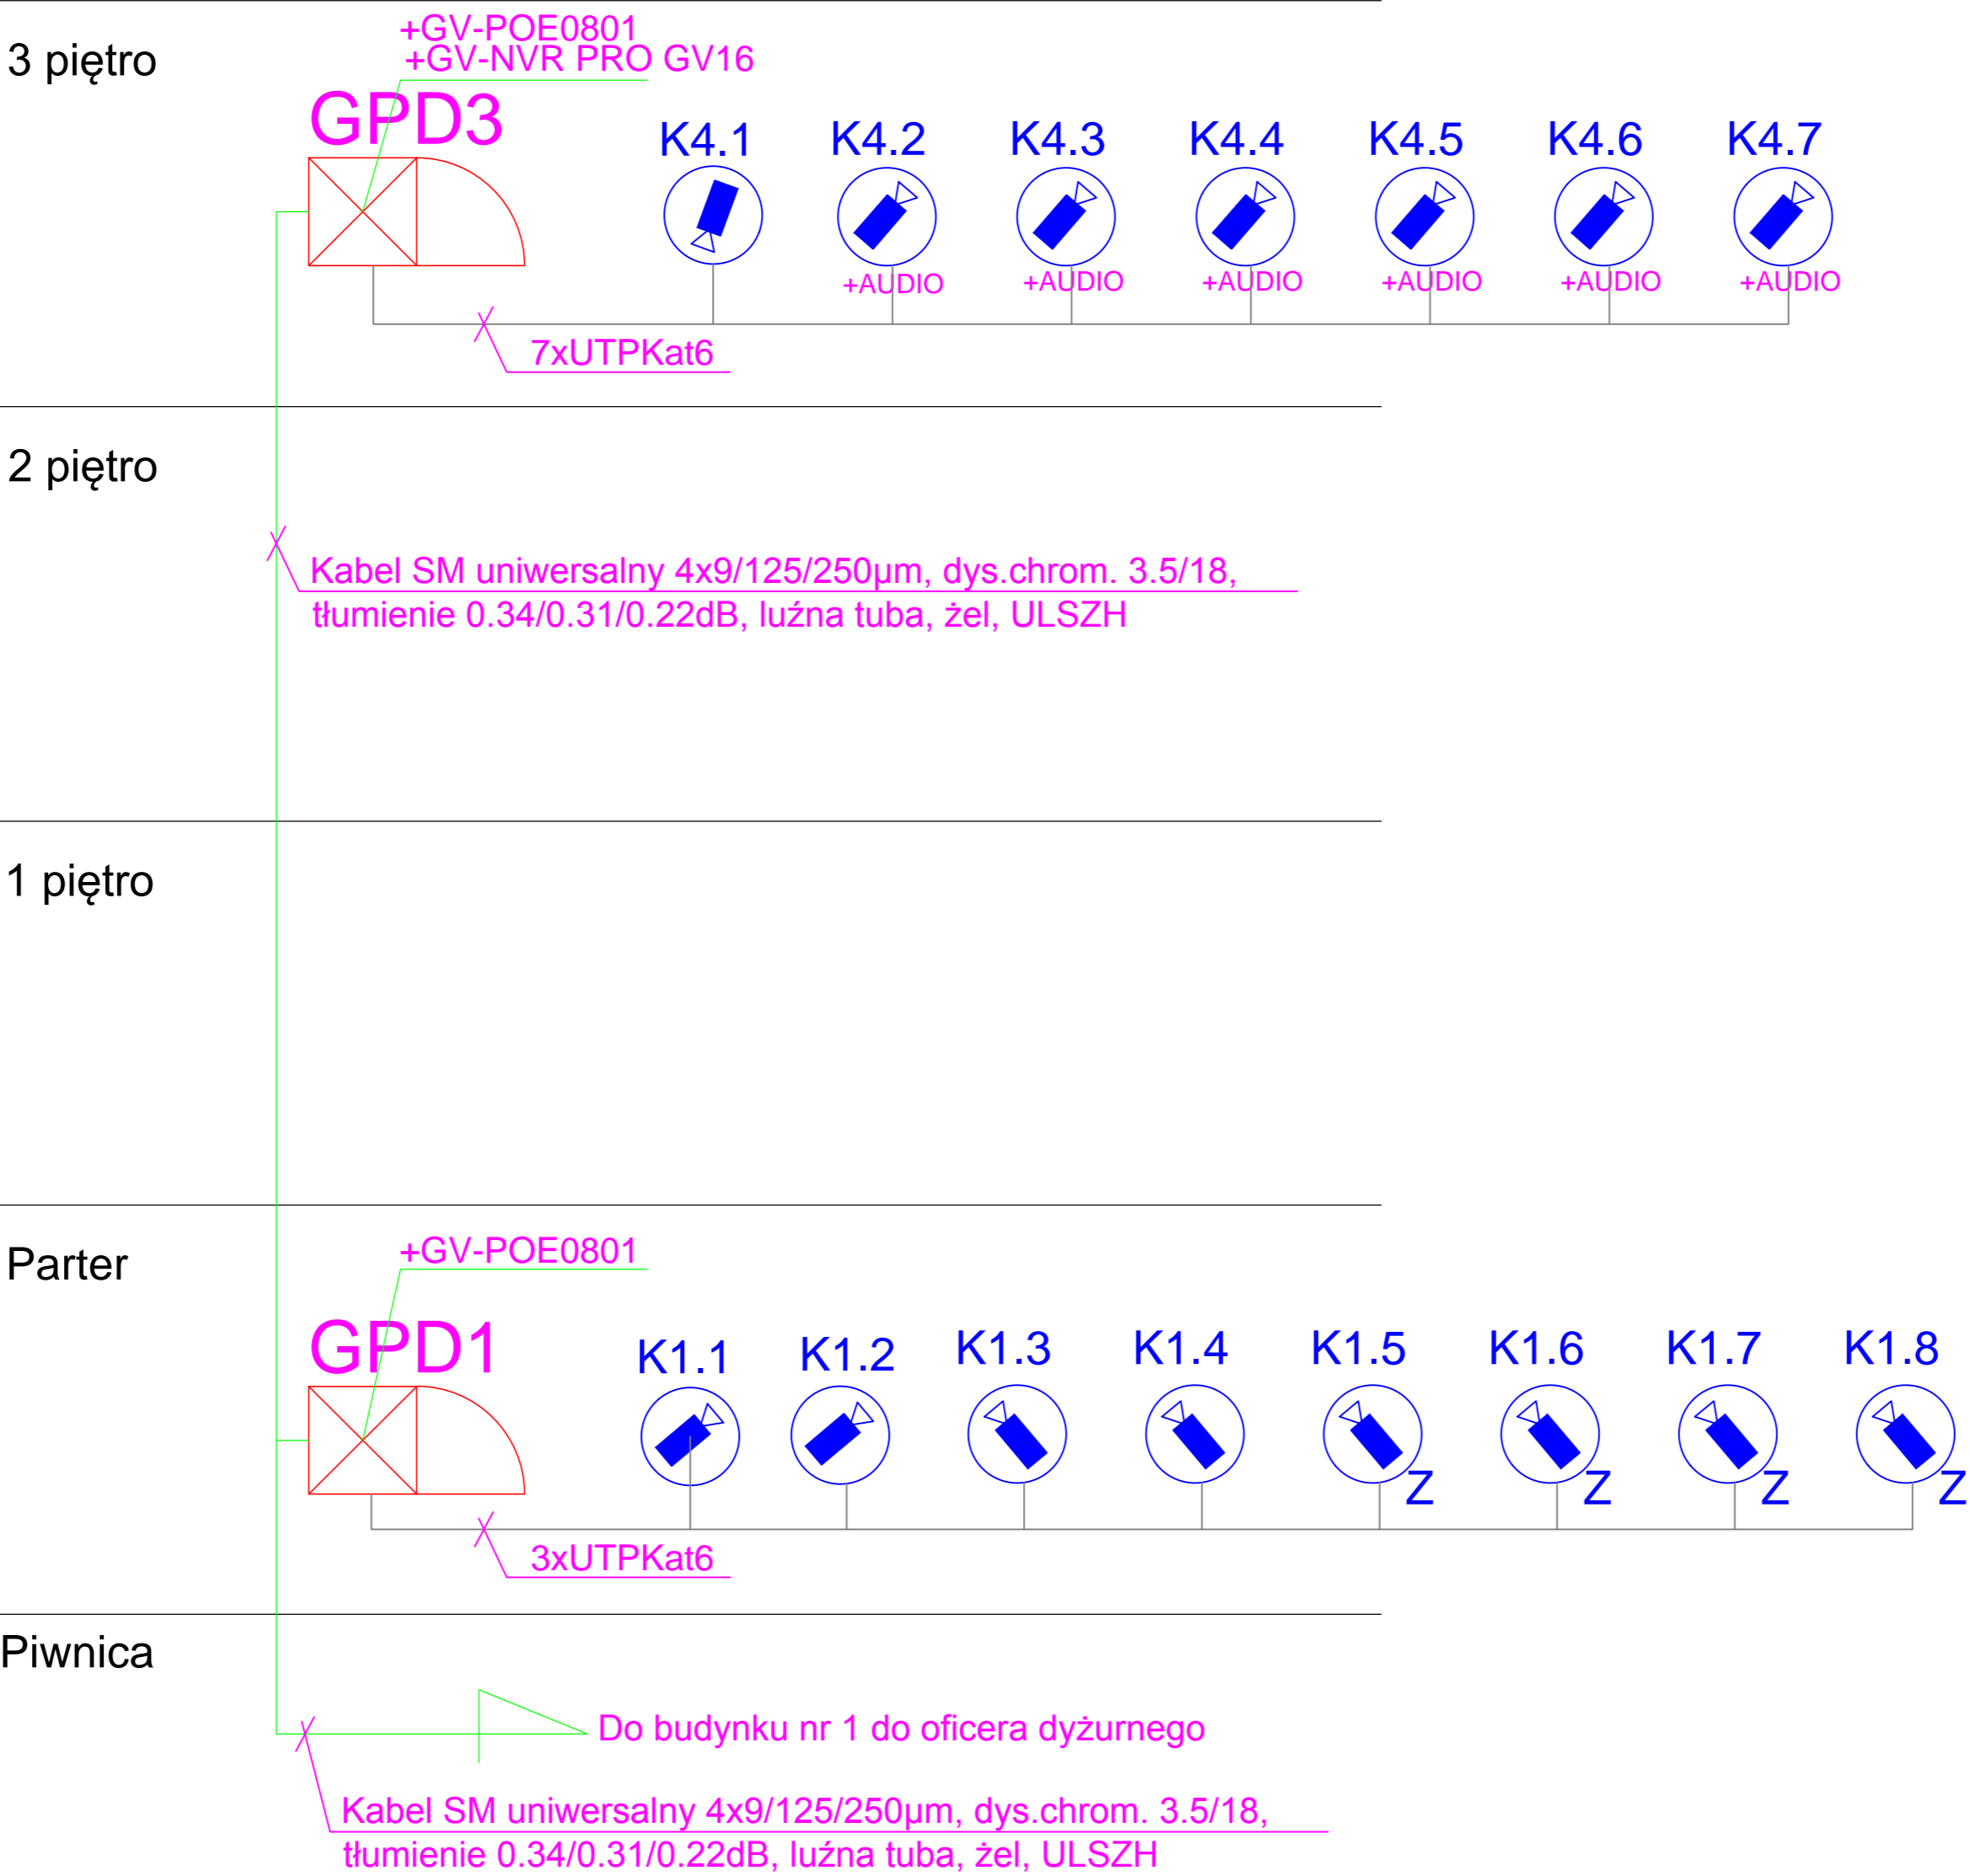 3 piętro
+GV-POE0801
+GV-NVR PRO GV16
GPD3
K4.1 K4.2 K4.3 K4.4 K4.5 K4.6 K4.7
+AUDIO +AUDIO +AUDIO +AUDIO +AUDIO +AUDIO
7xUTPKat6
2 piętro
Kabel SM uniwersalny 4x9/125/250µm, dys.chrom. 3.5/18,
tłumienie 0.34/0.31/0.22dB, luźna tuba, żel, ULSZH
1 piętro
Parter
+GV-POE0801
GPD1
K1.1 K1.2 K1.3 K1.4 K1.5 K1.6 K1.7 K1.8
Z Z Z Z
3xUTPKat6
Piwnica
Do budynku nr 1 do oficera dyżurnego
Kabel SM uniwersalny 4x9/125/250µm, dys.chrom. 3.5/18,
tłumienie 0.34/0.31/0.22dB, luźna tuba, żel, ULSZH